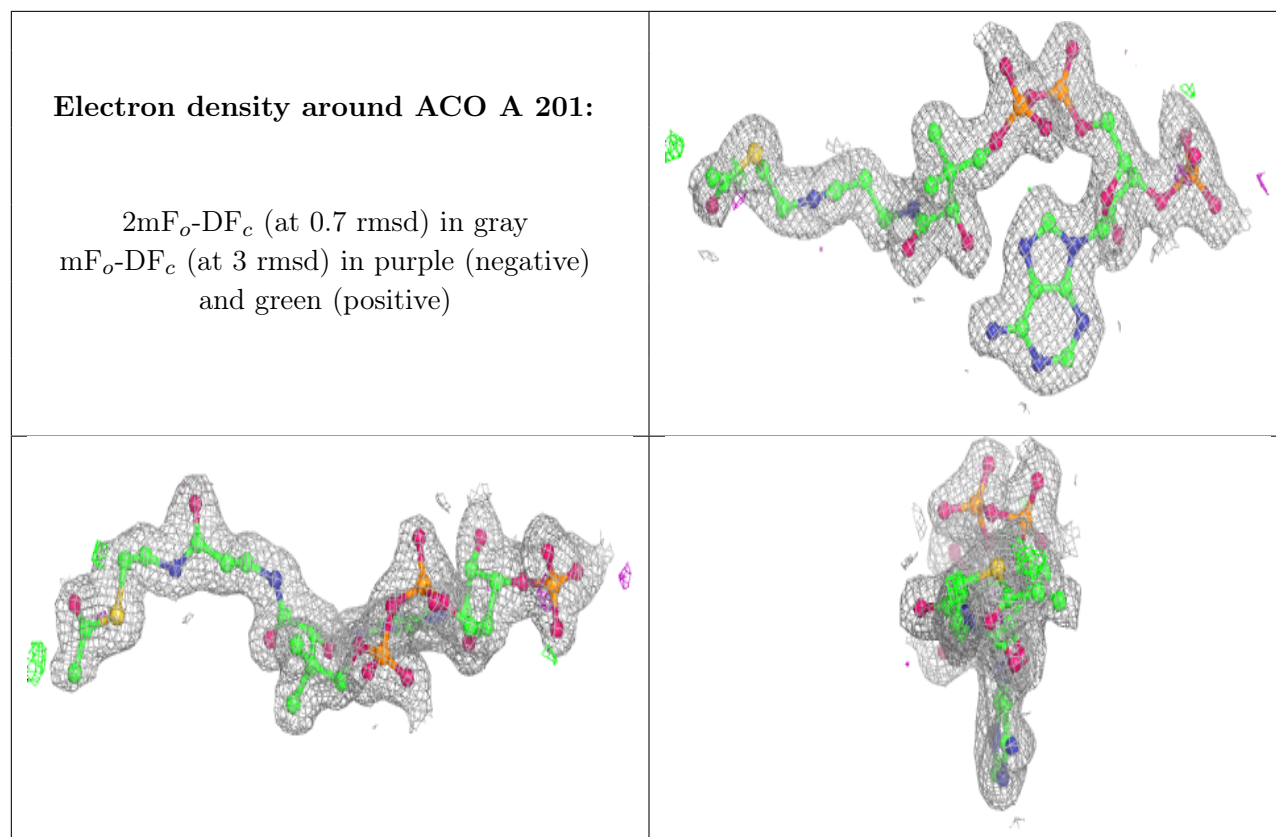 Electron density around ACO A 201:
2mFo-DFc (at 0.7 rmsd) in gray
mFo-DFc (at 3 rmsd) in purple (negative)
and green (positive)